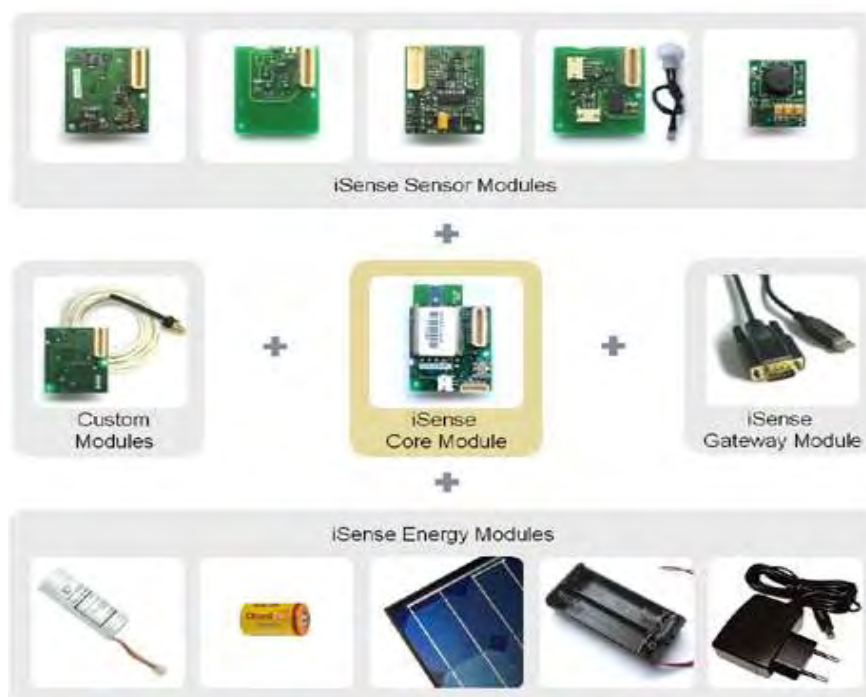 iSense Sensor Modules
Custom
Modules
iSense
Core Module
iSense
Gateway Module
iSense Energy Modules